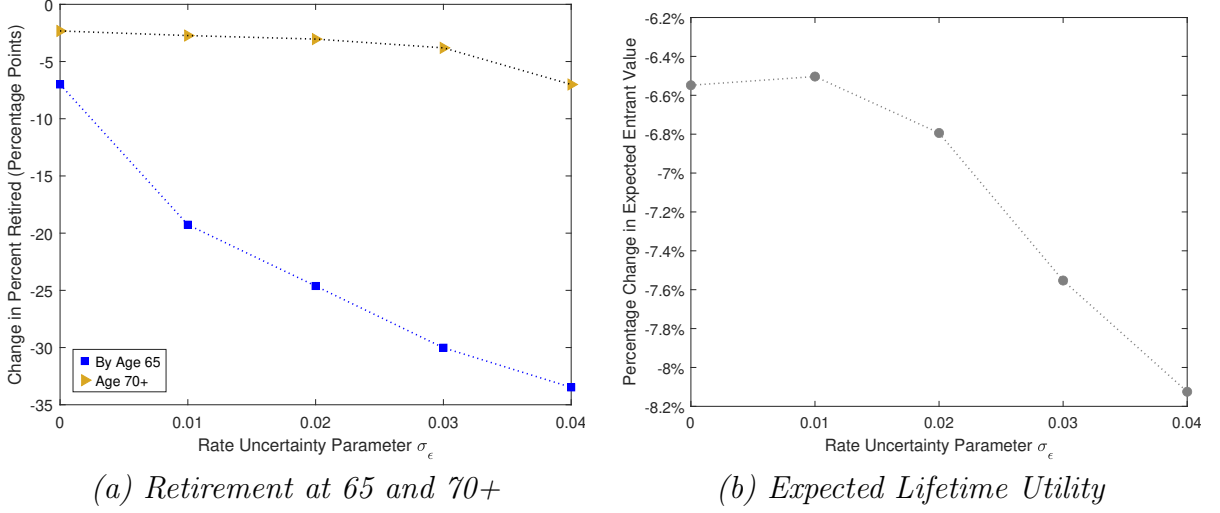 Change in Percent Retired (Percentage Points)
0
-5
-10
-15
-20
-25
-30
-35
By Age 65
Age 70+
0 0.01 0.02 0.03 0.04
Rate Uncertainty Parameter σ_ϵ
(a) Retirement at 65 and 70+
Percentage Change in Expected Entrant Value
-6.2%
-6.4%
-6.6%
-6.8%
-7%
-7.2%
-7.4%
-7.6%
-7.8%
-8%
-8.2%
0 0.01 0.02 0.03 0.04
Rate Uncertainty Parameter σ_ϵ
(b) Expected Lifetime Utility